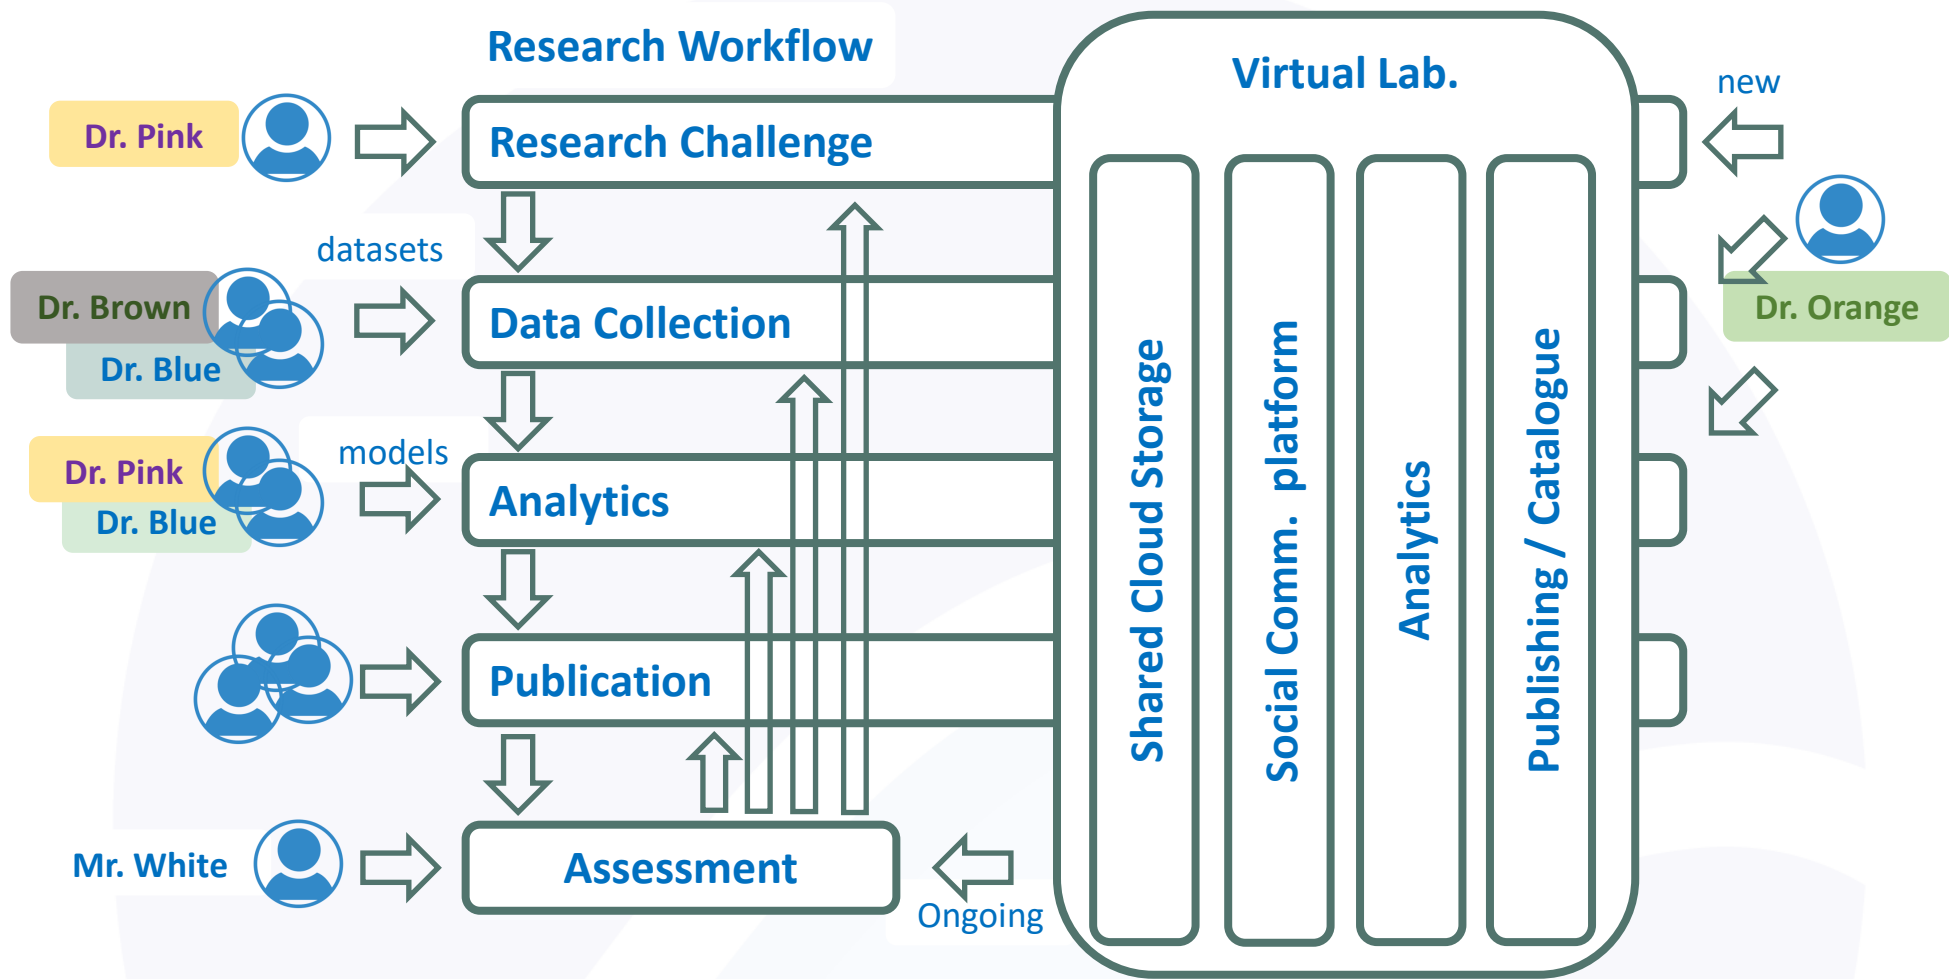 Research Workflow
Virtual Lab.
new
Dr. Pink
Research Challenge
datasets
Dr. Brown
Dr. Blue
Data Collection
Dr. Orange
models
Dr. Pink
Dr. Blue
Analytics
Publication
Mr. White
Assessment
Ongoing
Shared Cloud Storage
Social Comm. platform
Analytics
Publishing / Catalogue